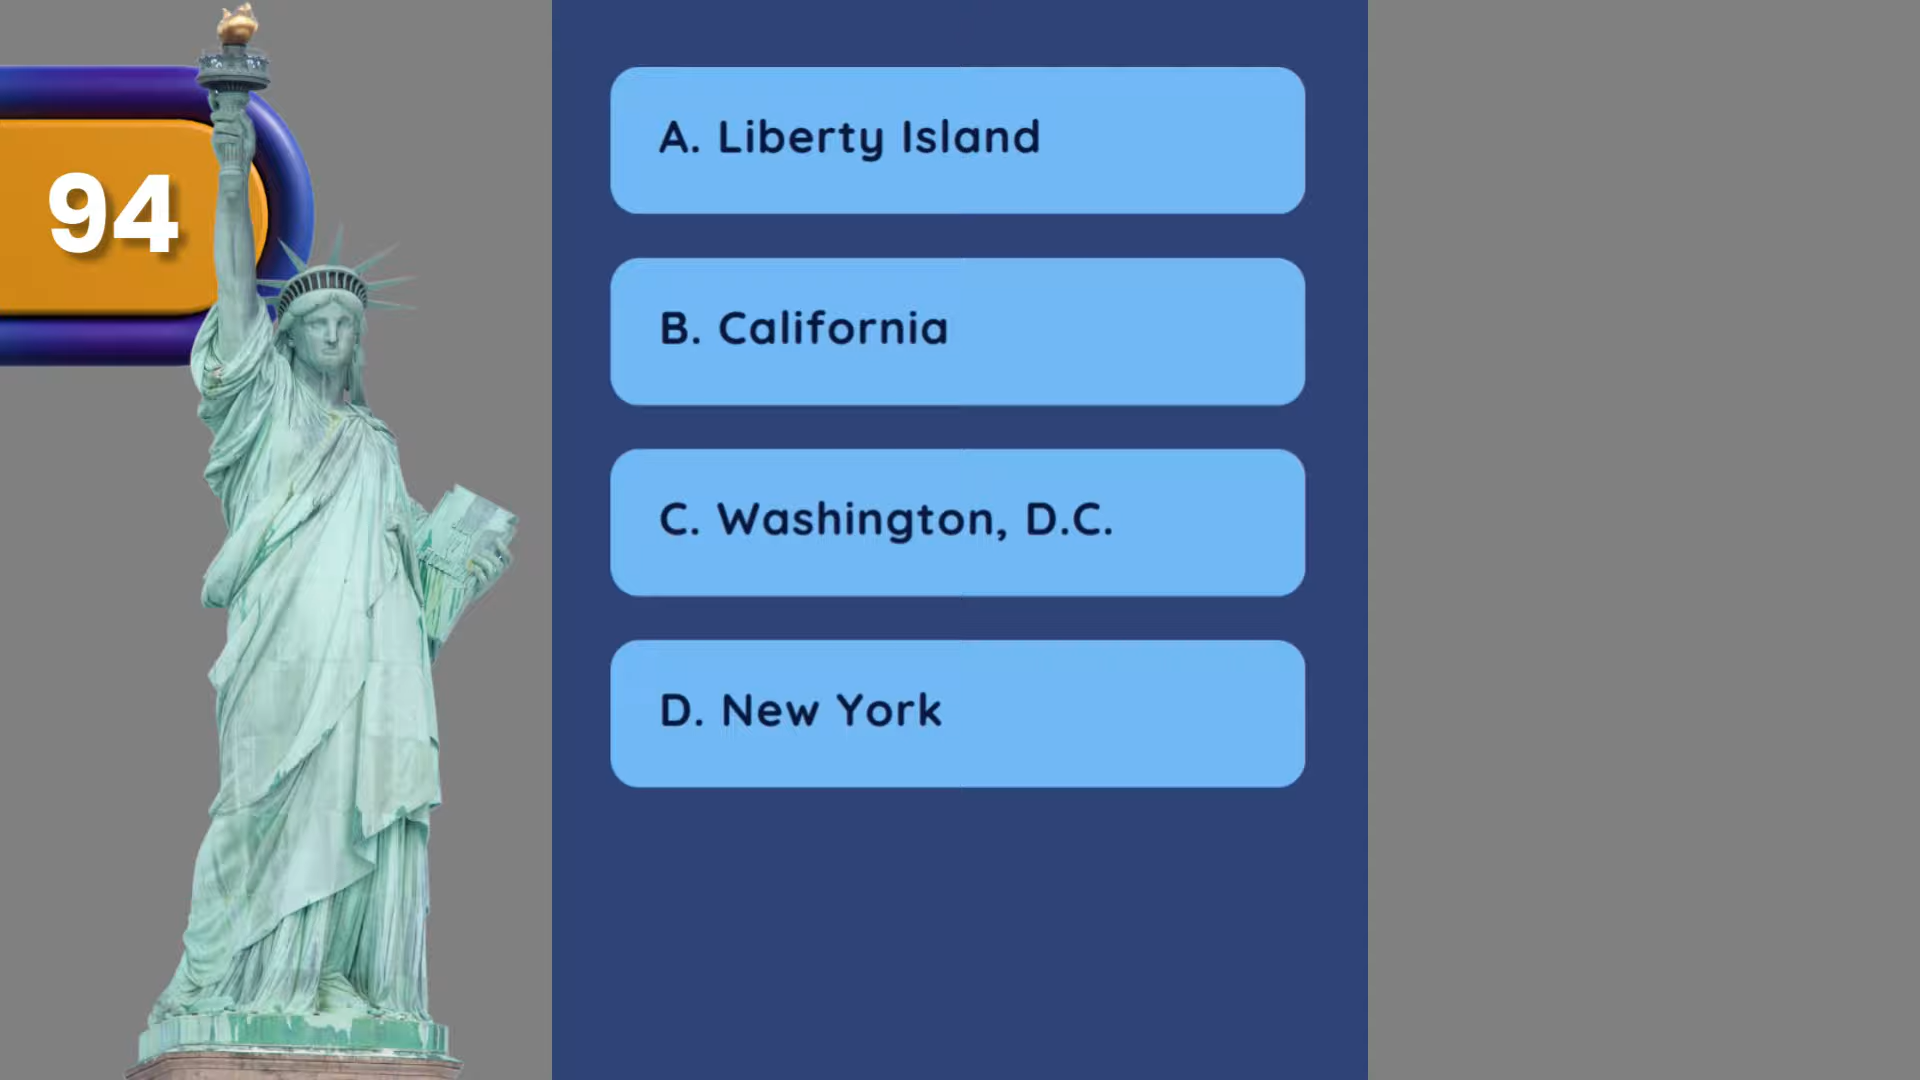 94
A. Liberty Island
B. California
C. Washington, D.C.
D. New York